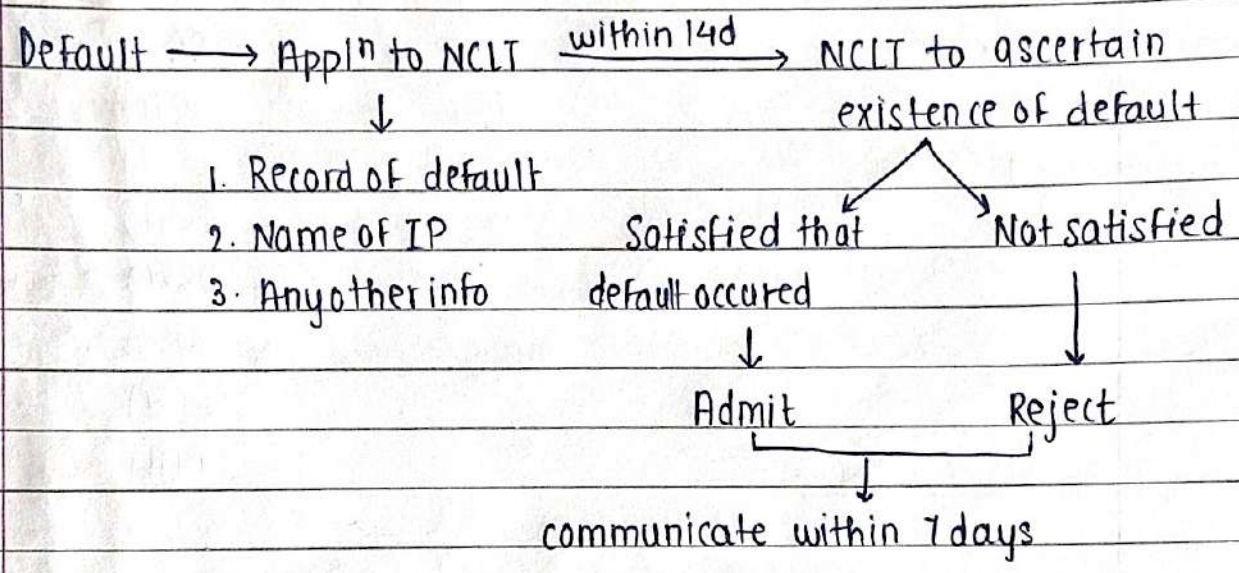 Default → Applⁿ to NCLT within 14d → NCLT to ascertain
existence of default
↓
1. Record of default
2. Name of IP Satisfied that Not satisfied
3. Any other info default occured
↓ ↓
Admit Reject
↓
communicate within 7 days